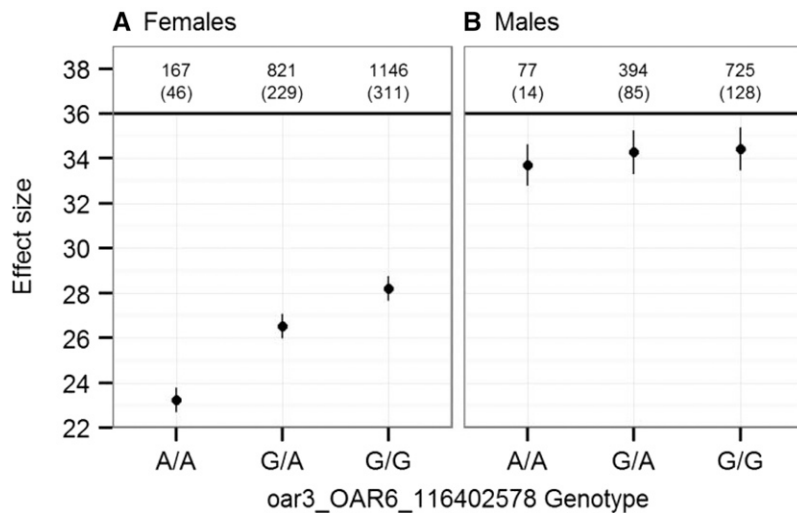 A Females
B Males
Effect size
38
36
34
32
30
28
26
24
22
167 821 1146
(46) (229) (311)
77 394 725
(14) (85) (128)
A/A G/A G/G
A/A G/A G/G
oar3_OAR6_116402578 Genotype